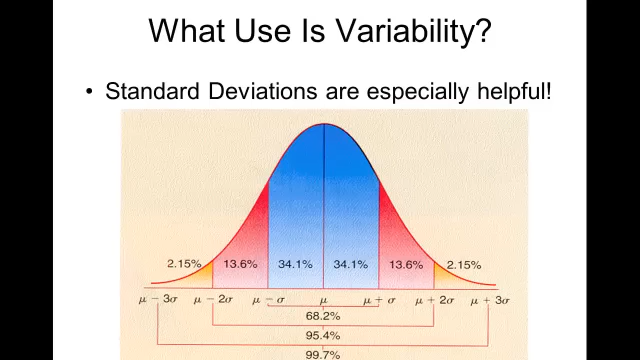 What Use Is Variability?
• Standard Deviations are especially helpful!
2.15% 13.6% 34.1% 34.1% 13.6% 2.15%
μ − 3σ μ − 2σ μ − σ μ μ + σ μ + 2σ μ + 3σ
68.2%
95.4%
99.7%